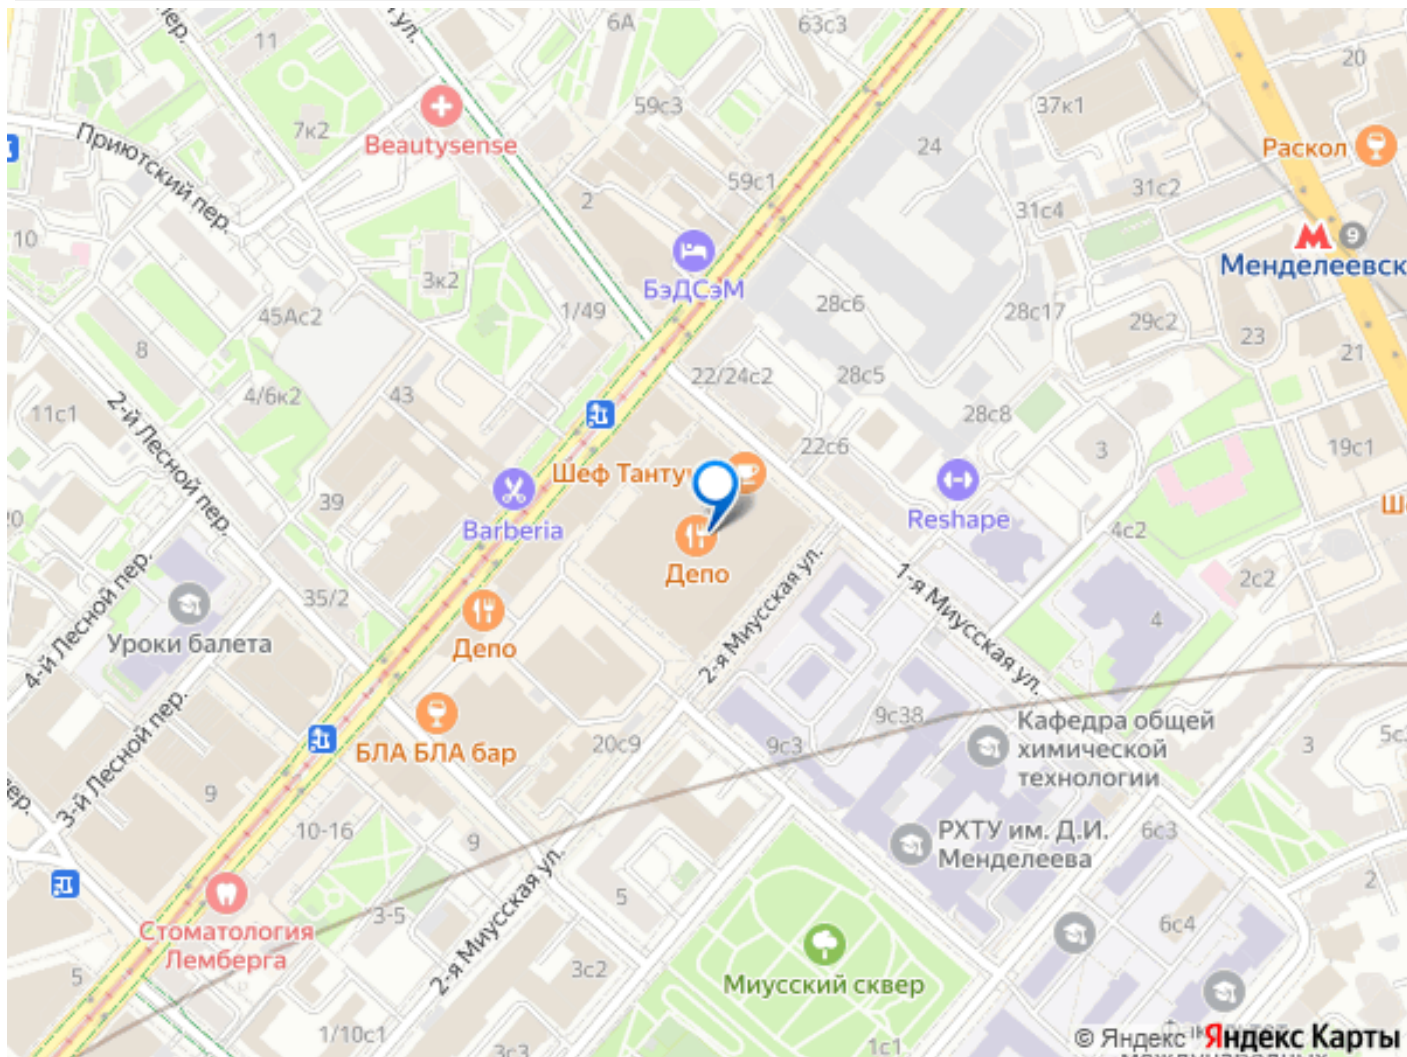 пер.
ул.
6А
63с3
11
20
59с3
37к1
7к2
Beautysense
Приютский пер.
24
Раскол
59с1
31с2
2
31с4
10
9
БэДСэМ
Менделеевск
3к2
45Ас2
1/49
28с6
28с17
29с2
23
21
8
22/24с2
28с5
4/6к2
43
11с1
2-й Лесной пер.
28с8
22с6
3
19с1
Шеф Танту
39
20
Barberia
Reshape
4с2
Депо
2с2
1-я Миусская ул.
35/2
4
Уроки балета
Депо
2-я Миусская ул.
4-й Лесной пер.
3-й Лесной пер.
9с38
Кафедра общей
химической
технологии
БЛА БЛА бар
20с9
9с3
3
9
10-16
9
РХТУ им. Д.И.
Менделеева
6с3
5
2
3-5
Стоматология
Лемберга
2-я Миусская ул.
6с4
5
3с2
Миусский сквер
1/10с1
3с3
1с1
© Яндекс Яндекс Карты